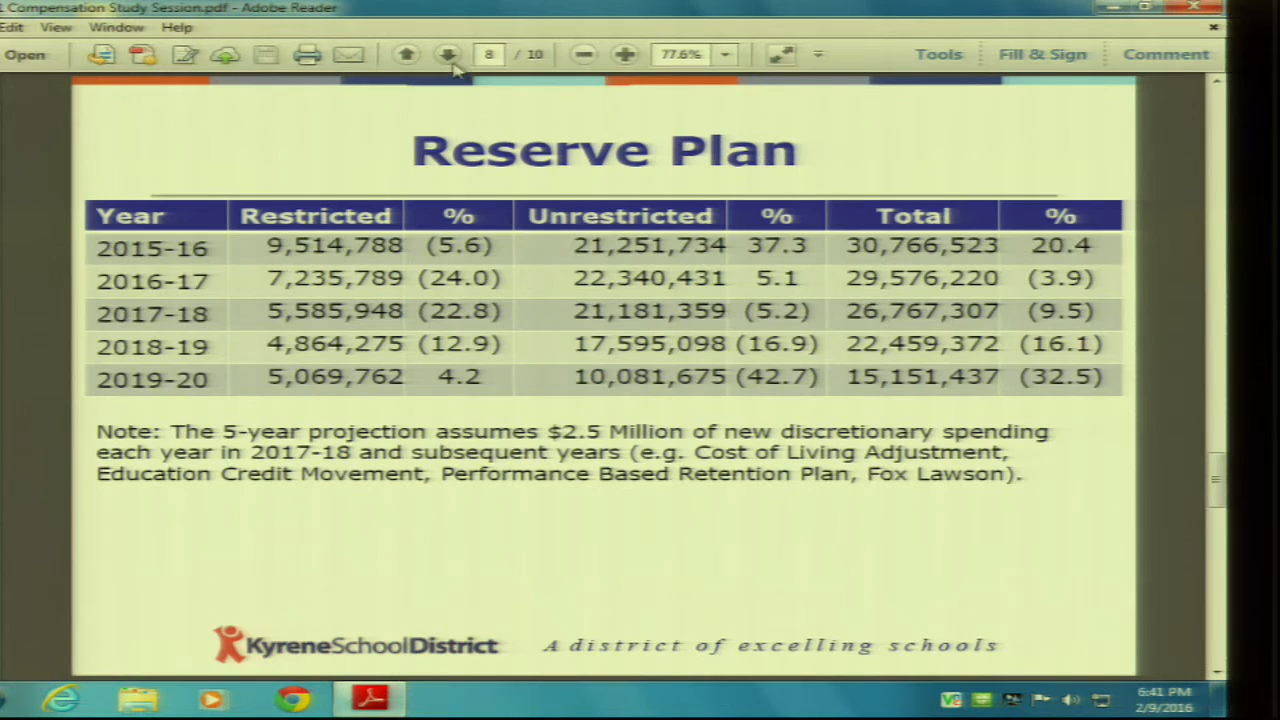 Compensation Study Session.pdf - Adobe Reader
Edit View Window Help
Open 8 / 10 77.6% Tools Fill & Sign Comment
Reserve Plan
Year Restricted % Unrestricted % Total %
2015-16 9,514,788 (5.6) 21,251,734 37.3 30,766,523 20.4
2016-17 7,235,789 (24.0) 22,340,431 5.1 29,576,220 (3.9)
2017-18 5,585,948 (22.8) 21,181,359 (5.2) 26,767,307 (9.5)
2018-19 4,864,275 (12.9) 17,595,098 (16.9) 22,459,372 (16.1)
2019-20 5,069,762 4.2 10,081,675 (42.7) 15,151,437 (32.5)
Note: The 5-year projection assumes $2.5 Million of new discretionary spending
each year in 2017-18 and subsequent years (e.g. Cost of Living Adjustment,
Education Credit Movement, Performance Based Retention Plan, Fox Lawson).
KyreneSchoolDistrict A district of excelling schools
6:41 PM
2/9/2016